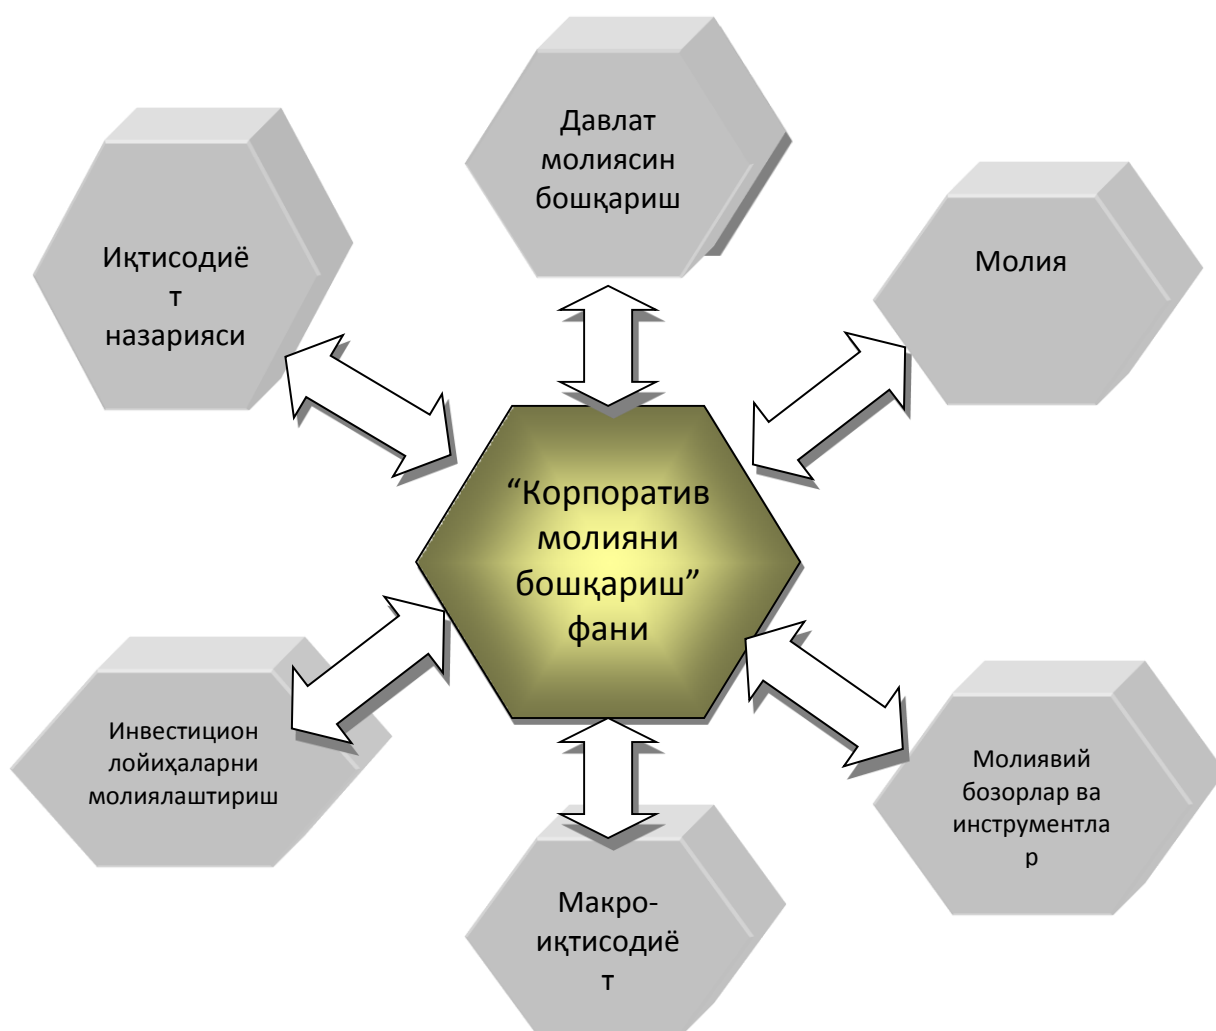 Давлат
молиясин
бошқариш
Иқтисодиё
т
назарияси
Молия
“Корпоратив
молияни
бошқариш”
фани
Инвестицион
лойиҳаларни
молиялаштириш
Молиявий
бозорлар ва
инструментла
р
Макро-
иқтисодиё
т